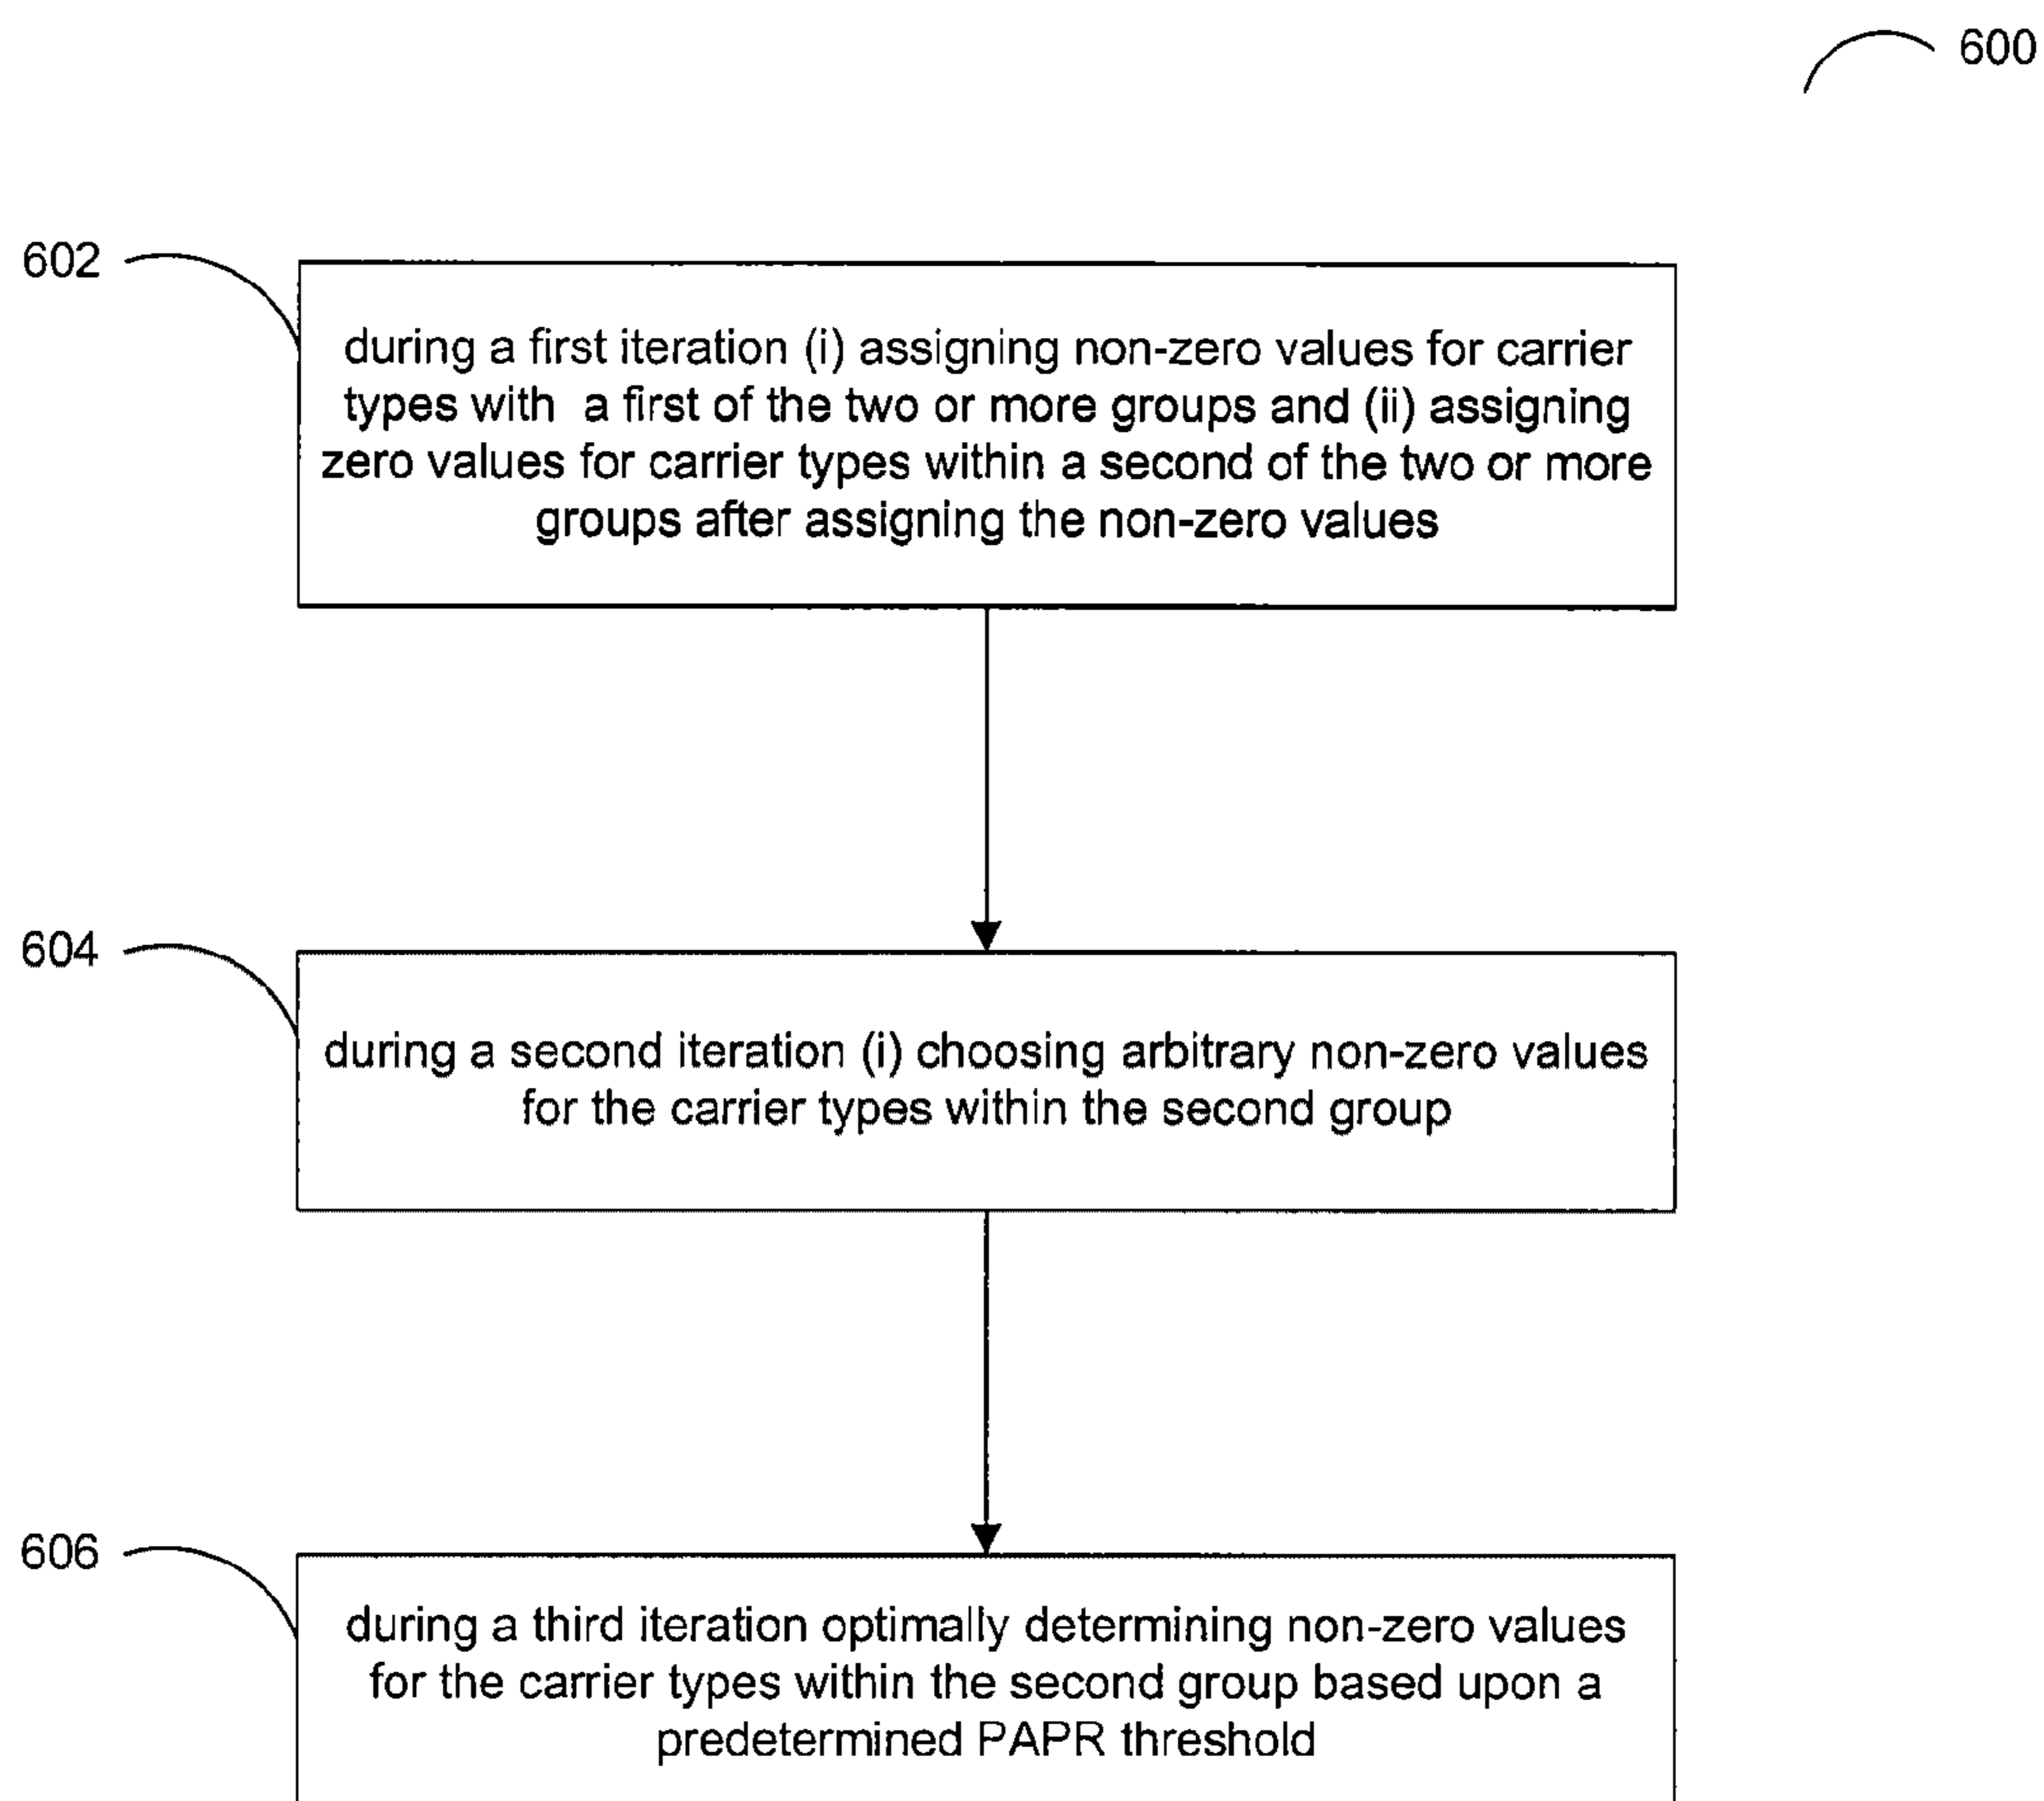 600
602
during a first iteration (i) assigning non-zero values for carrier
types with a first of the two or more groups and (ii) assigning
zero values for carrier types within a second of the two or more
groups after assigning the non-zero values
604
during a second iteration (i) choosing arbitrary non-zero values
for the carrier types within the second group
606
during a third iteration optimally determining non-zero values
for the carrier types within the second group based upon a
predetermined PAPR threshold